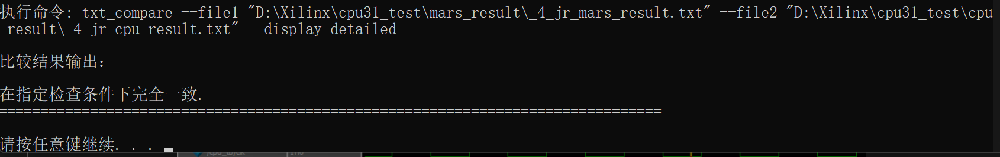 执行命令: txt_compare --file1 "D:\Xilinx\cpu31_test\mars_result\_4_jr_mars_result.txt" --file2 "D:\Xilinx\cpu31_test\cpu
_result\_4_jr_cpu_result.txt" --display detailed
比较结果输出：
================================================================================
在指定检查条件下完全一致.
================================================================================
请按任意键继续. . .